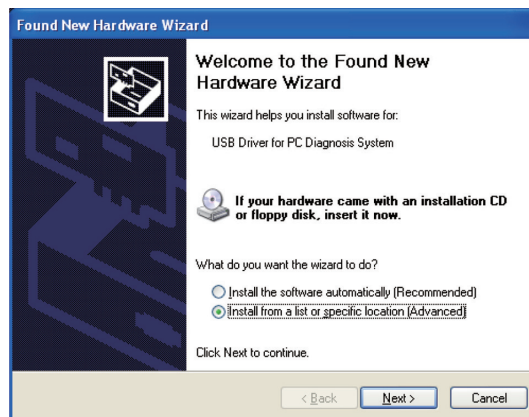 Found New Hardware Wizard
Welcome to the Found New
Hardware Wizard
This wizard helps you install software for:
USB Driver for PC Diagnosis System
If your hardware came with an installation CD
or floppy disk, insert it now.
What do you want the wizard to do?
Install the software automatically (Recommended)
Install from a list or specific location (Advanced)
Click Next to continue.
< Back Next > Cancel